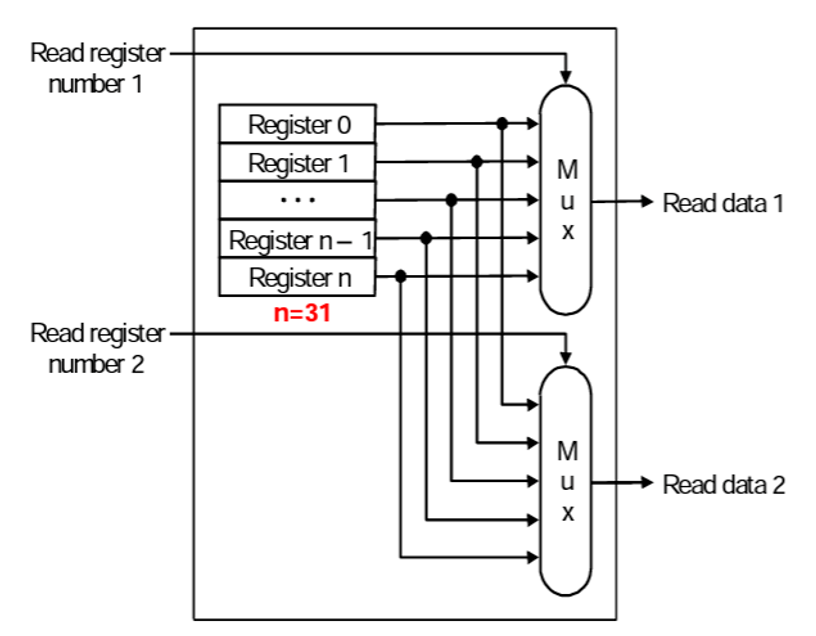 Read register
number 1
Register 0
Register 1
...
Register n – 1
Register n
n=31
M
u
x
Read data 1
Read register
number 2
M
u
x
Read data 2